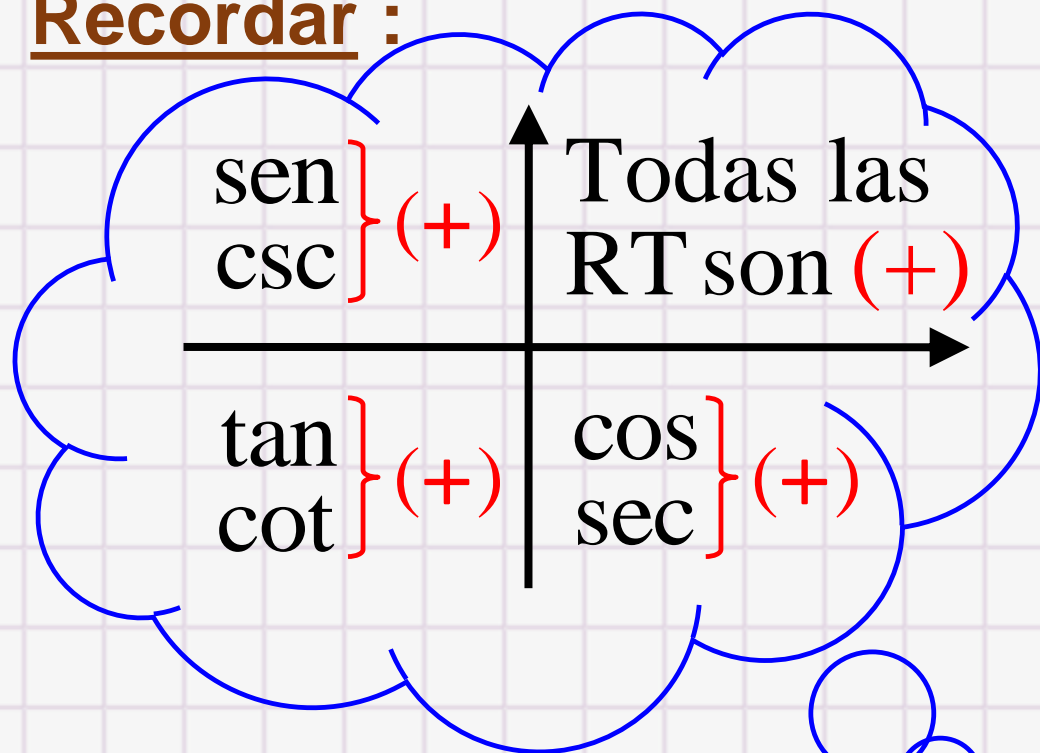 Recordar :
sen
csc
(+)
Todas las
RT son (+)
tan
cot
(+)
cos
sec
(+)